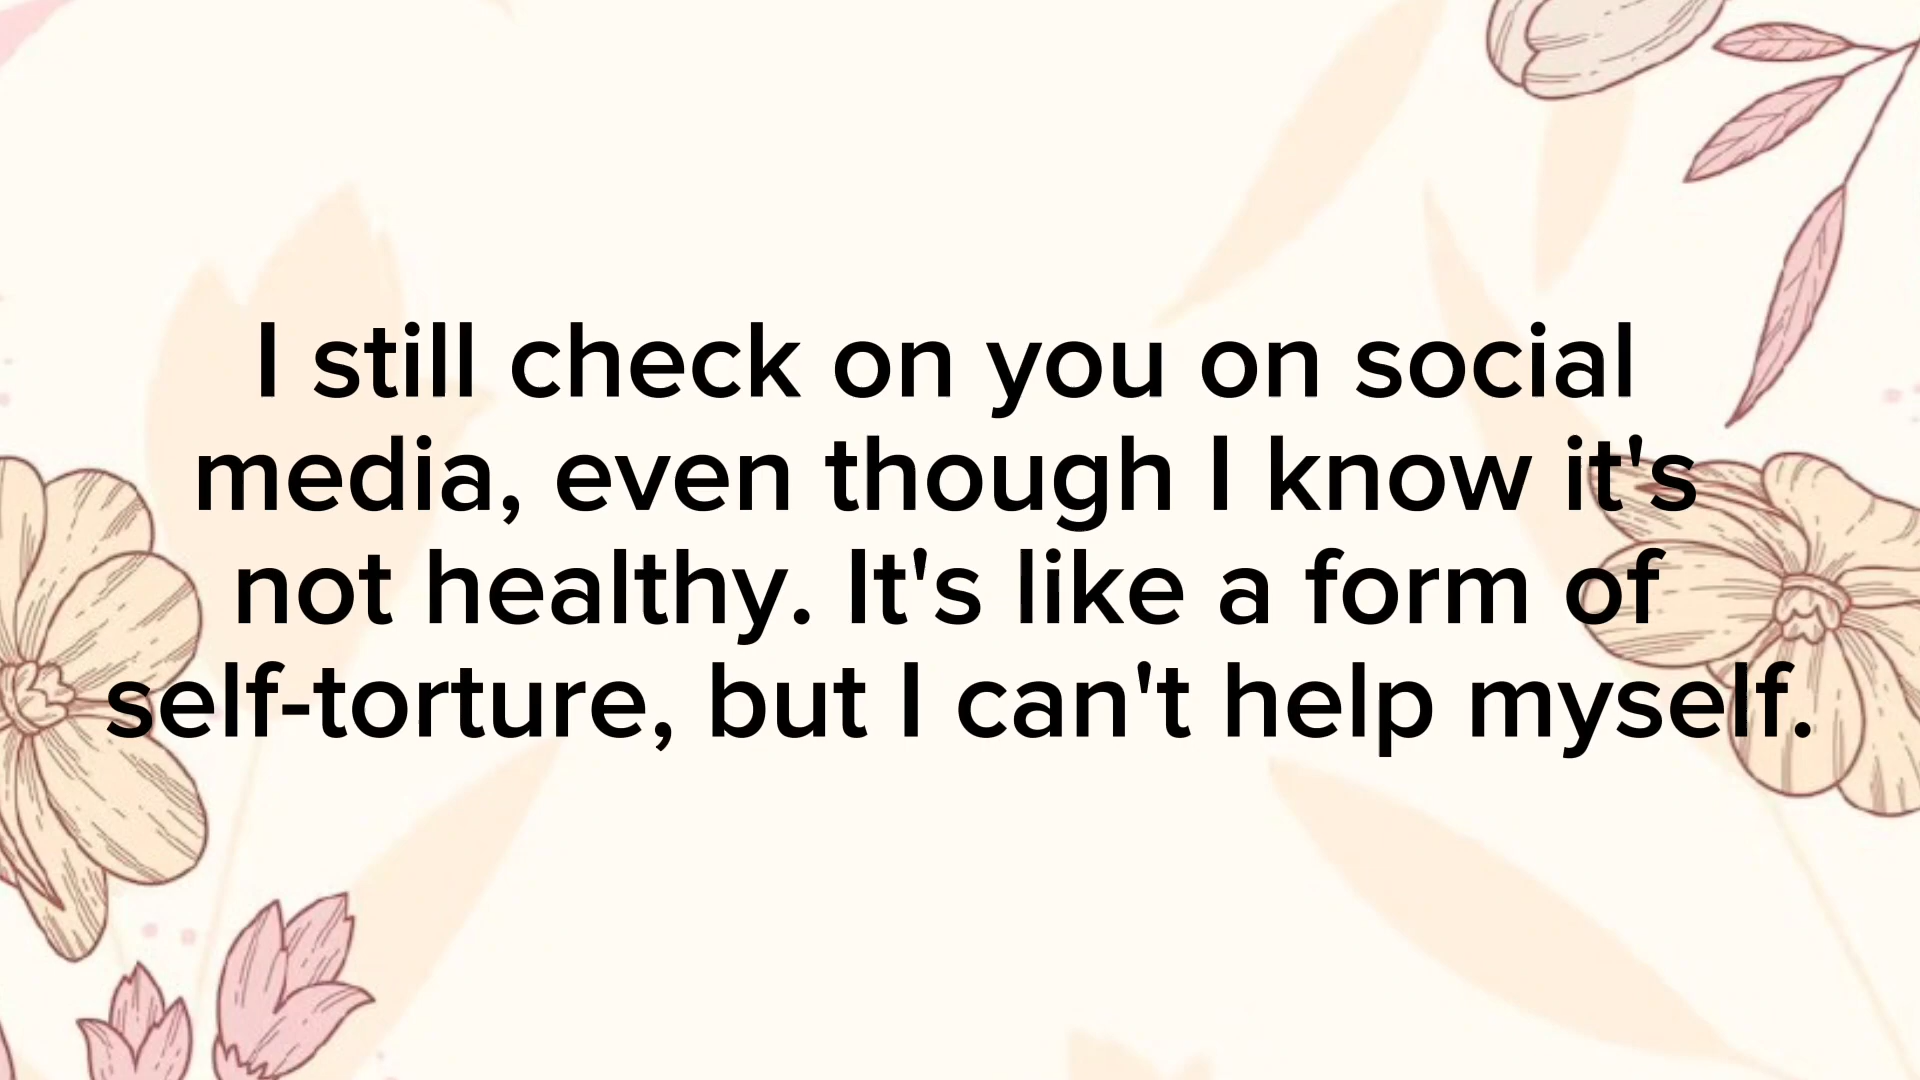 I still check on you on social
media, even though I know it's
not healthy. It's like a form of
self-torture, but I can't help myself.